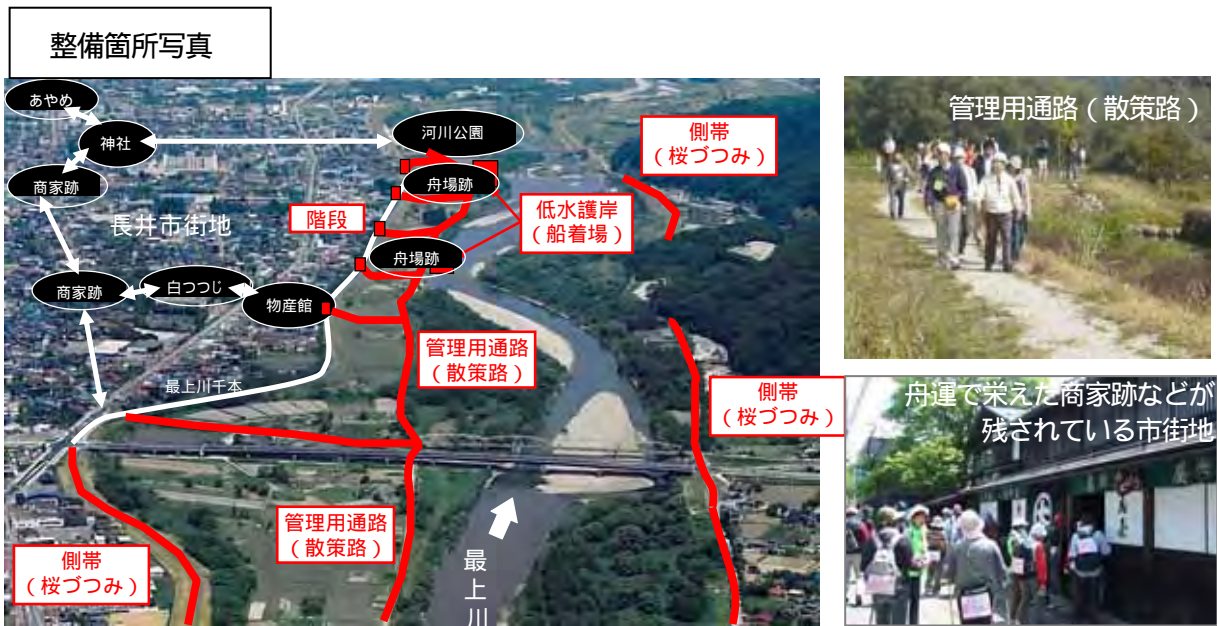 整備箇所写真
あやめ
神社
商家跡
長井市街地
商家跡
白つつじ
物産館
最上川千本
河川公園
舟場跡
舟場跡
階段
低水護岸
(船着場)
側帯
(桜づつみ)
管理用通路
(散策路)
側帯
(桜づつみ)
管理用通路
(散策路)
側帯
(桜づつみ)
最上川
管理用通路(散策路)
舟運で栄えた商家跡などが
残されている市街地